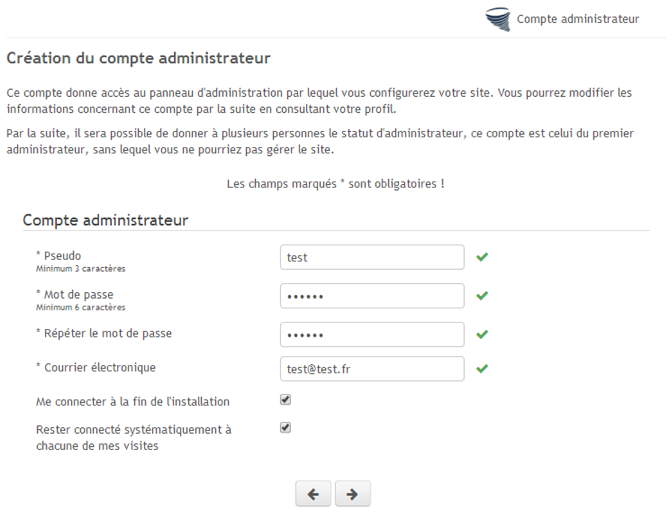 Compte administrateur
Création du compte administrateur
Ce compte donne accès au panneau d'administration par lequel vous configurerez votre site. Vous pourrez modifier les
informations concernant ce compte par la suite en consultant votre profil.
Par la suite, il sera possible de donner à plusieurs personnes le statut d'administrateur, ce compte est celui du premier
administrateur, sans lequel vous ne pourriez pas gérer le site.
Les champs marqués * sont obligatoires !
Compte administrateur
* Pseudo
Minimum 3 caractères
test
* Mot de passe
Minimum 6 caractères
••••••
* Répéter le mot de passe
••••••
* Courrier électronique
test@test.fr
Me connecter à la fin de l'installation
Rester connecté systématiquement à
chacune de mes visites